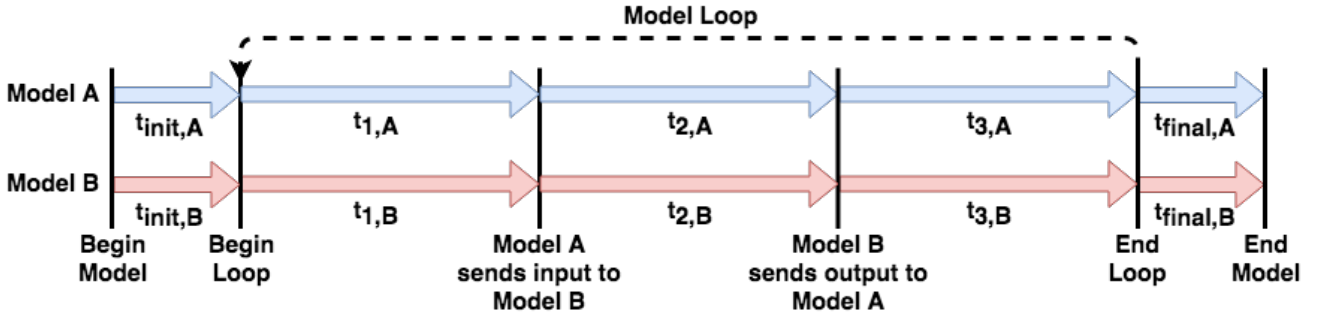 Model Loop
Model A
tinit,A
t1,A
t2,A
t3,A
tfinal,A
Model B
tinit,B
t1,B
t2,B
t3,B
tfinal,B
Begin
Model
Begin
Loop
Model A
sends input to
Model B
Model B
sends output to
Model A
End
Loop
End
Model